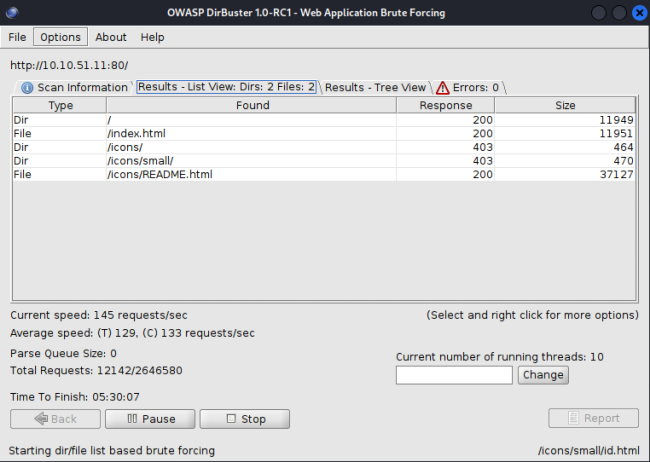 OWASP DirBuster 1.0-RC1 - Web Application Brute Forcing
File Options About Help
http://10.10.51.11:80/
Scan Information Results - List View: Dirs: 2 Files: 2 Results - Tree View Errors: 0
Type Found Response Size
Dir / 200 11949
File /index.html 200 11951
Dir /icons/ 403 464
Dir /icons/small/ 403 470
File /icons/README.html 200 37127
Current speed: 145 requests/sec (Select and right click for more options)
Average speed: (T) 129, (C) 133 requests/sec
Parse Queue Size: 0
Current number of running threads: 10
Total Requests: 12142/2646580
Change
Time To Finish: 05:30:07
Back Pause Stop Report
Starting dir/file list based brute forcing /icons/small/id.html